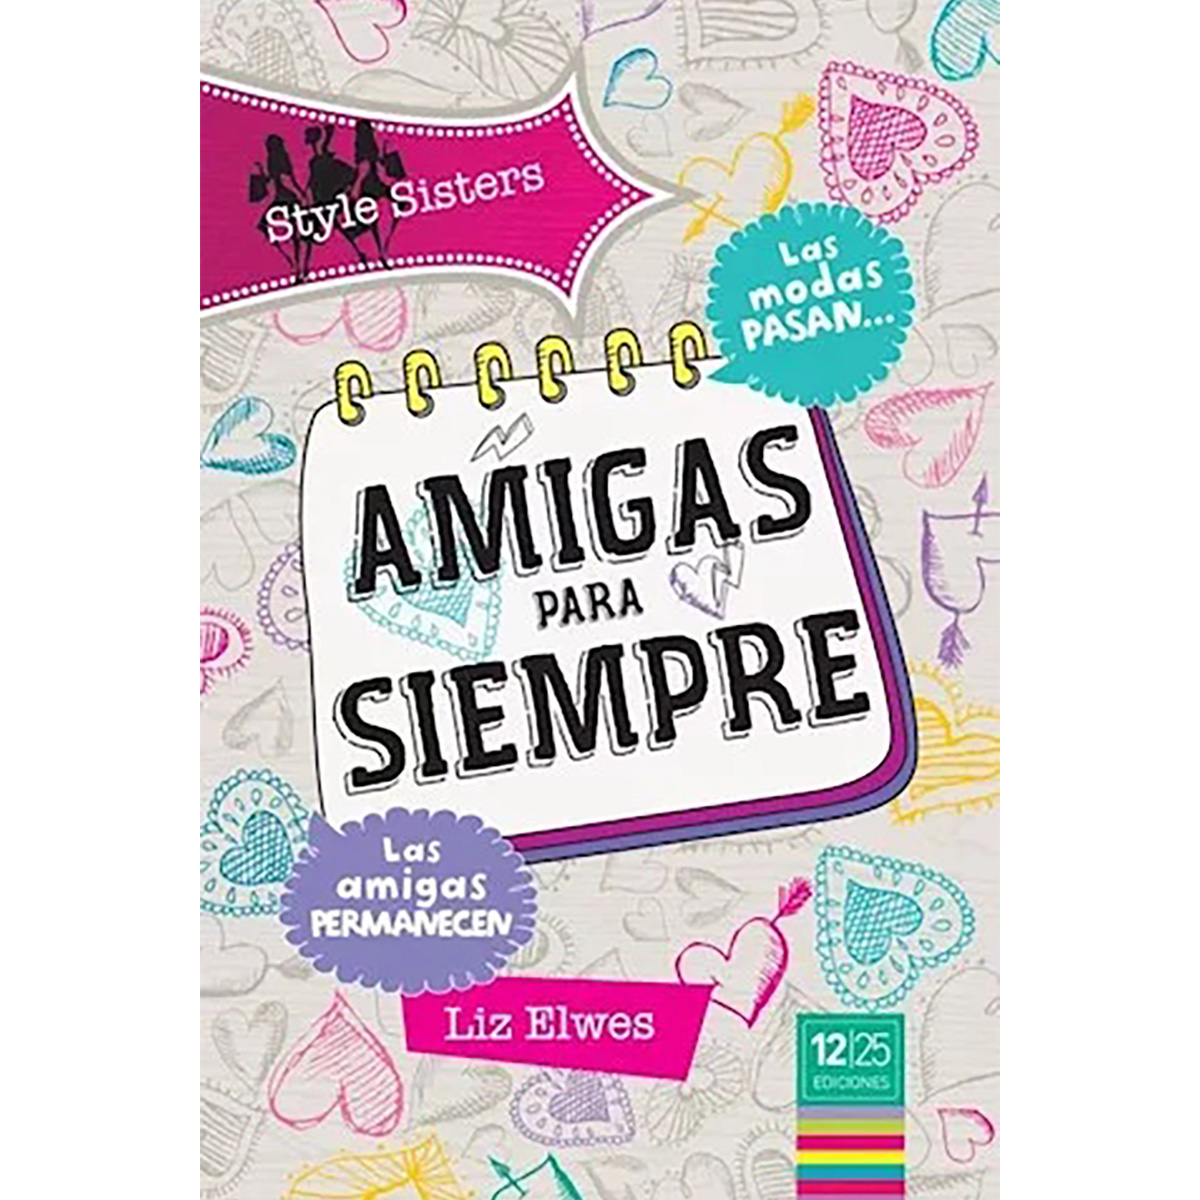 Style Sisters
Las
modas
PASAN...
AMIGAS
PARA
SIEMPRE
Las
amigas
PERMANECEN
Liz Elwes
12|25
EDICIONES